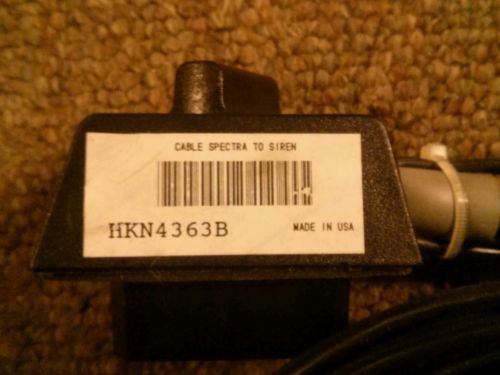 CABLE SPECTRA TO SIREN
HKN4363B
MADE IN USA